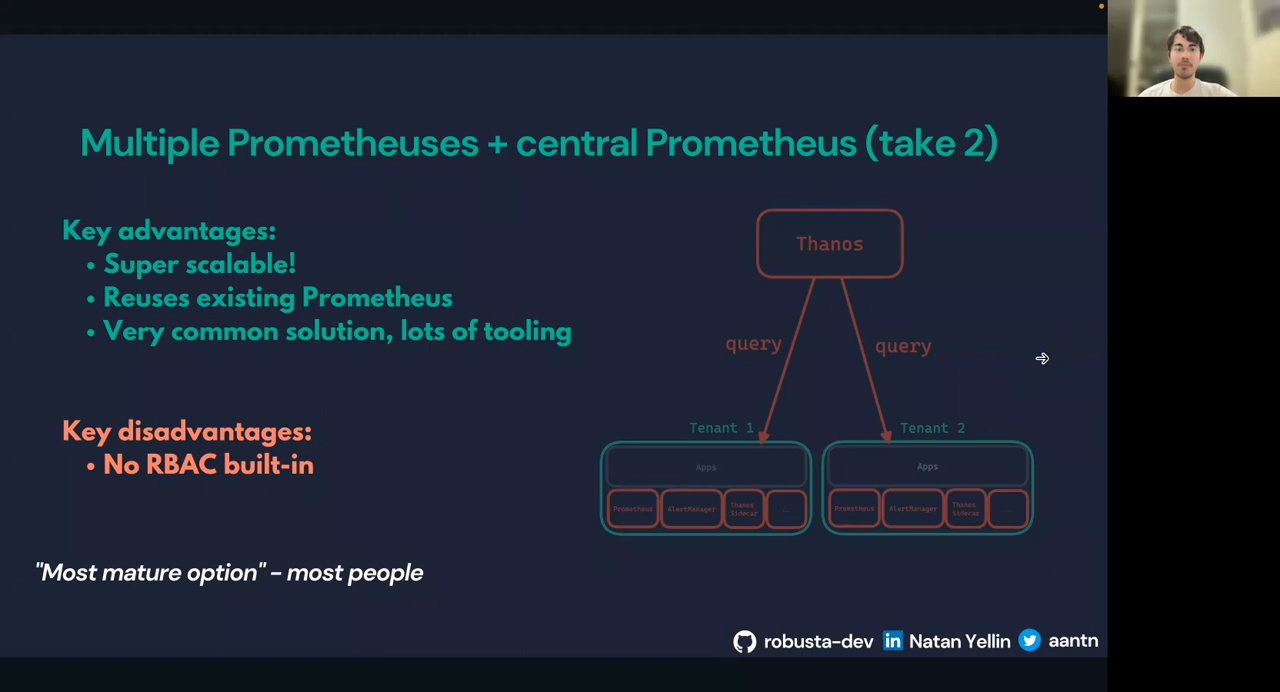 Multiple Prometheuses + central Prometheus (take 2)
Key advantages:
• Super scalable!
• Reuses existing Prometheus
• Very common solution, lots of tooling
Key disadvantages:
• No RBAC built-in
"Most mature option" – most people
Thanos
query
query
Tenant 1
Tenant 2
Apps
Prometheus
AlertManager
Thanos
Sidecar
...
Apps
Prometheus
AlertManager
Thanos
Sidecar
...
robusta-dev
in Natan Yellin
aantn